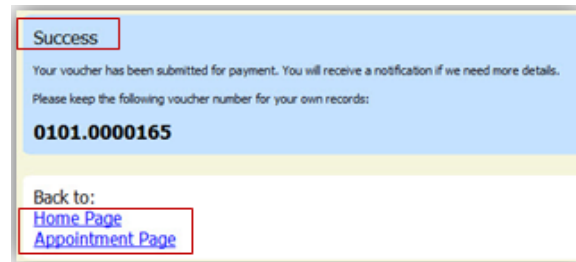 Success
Your voucher has been submitted for payment. You will receive a notification if we need more details.
Please keep the following voucher number for your own records:
0101.0000165
Back to:
Home Page
Appointment Page